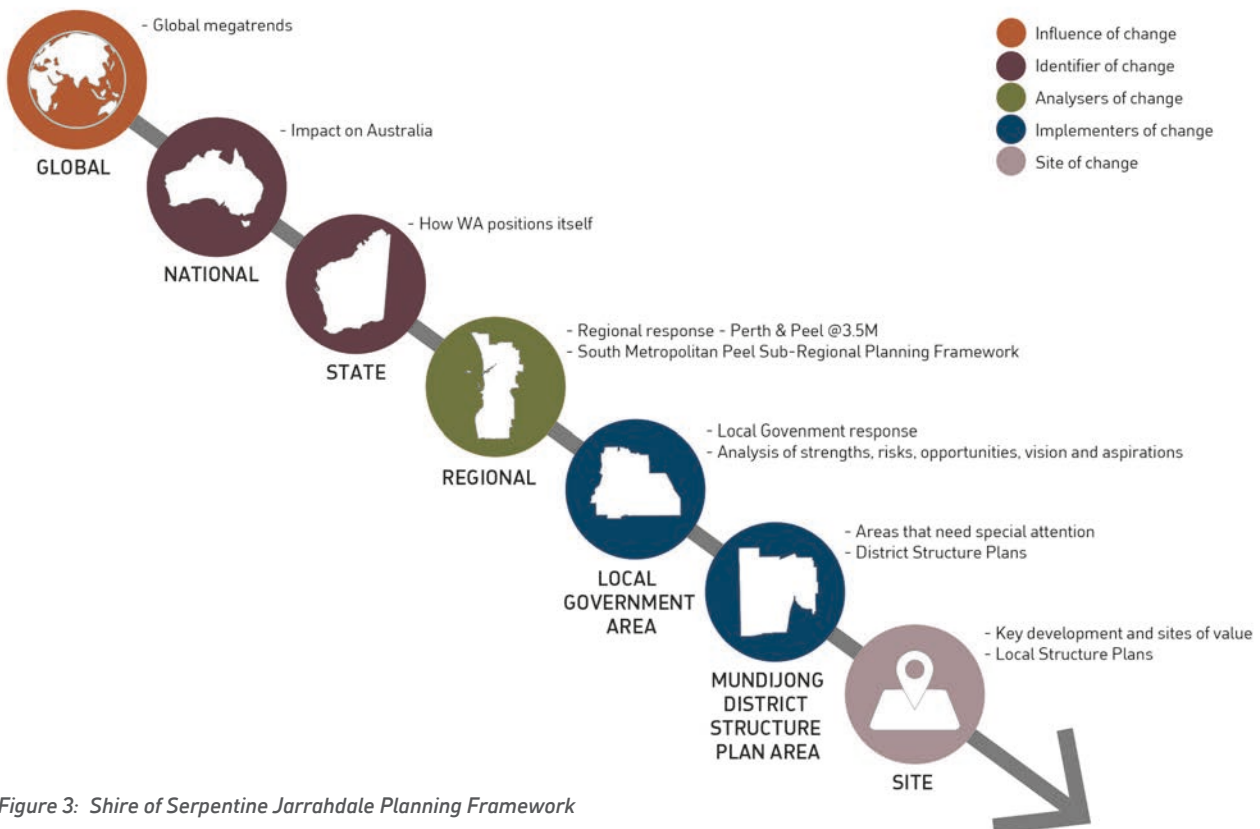 - Global megatrends
GLOBAL
- Impact on Australia
NATIONAL
- How WA positions itself
STATE
- Regional response - Perth & Peel @3.5M
- South Metropolitan Peel Sub-Regional Planning Framework
REGIONAL
- Local Govenment response
- Analysis of strengths, risks, opportunities, vision and aspirations
LOCAL
GOVERNMENT
AREA
- Areas that need special attention
- District Structure Plans
MUNDIJONG
DISTRICT
STRUCTURE
PLAN AREA
- Key development and sites of value
- Local Structure Plans
SITE
Influence of change
Identifier of change
Analysers of change
Implementers of change
Site of change
Figure 3: Shire of Serpentine Jarrahdale Planning Framework